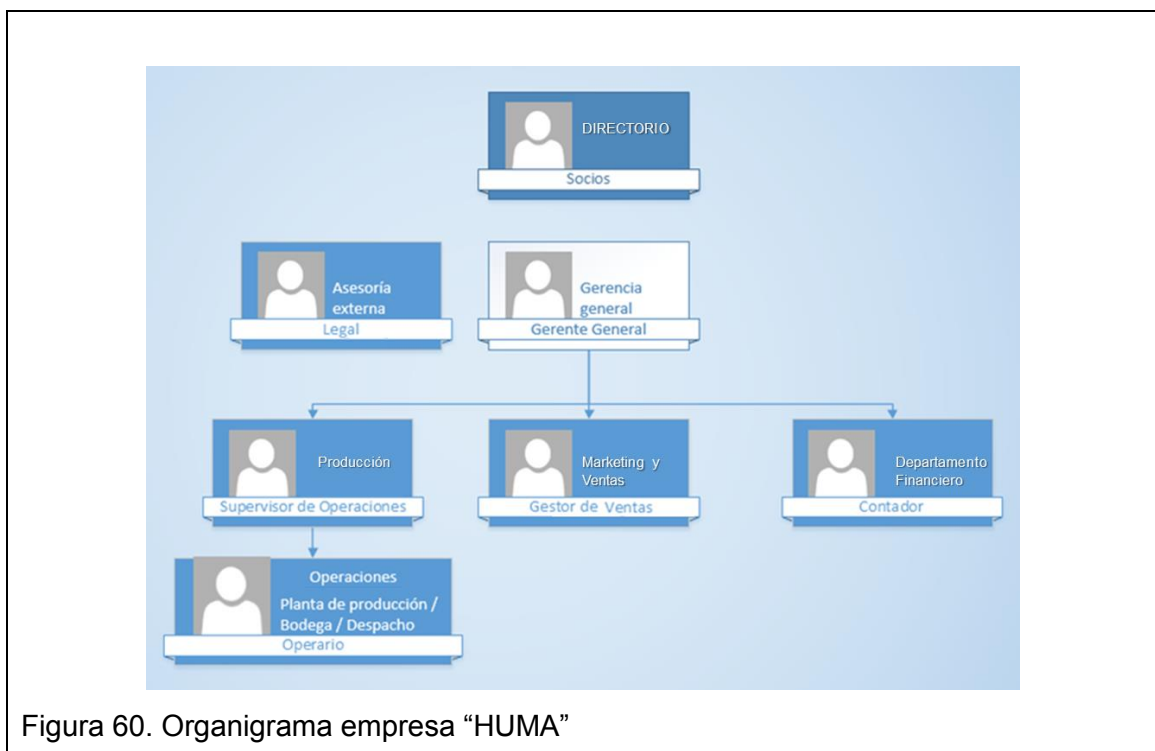 DIRECTORIO
Socios
Asesoría
externa
Legal
Gerencia
general
Gerente General
Producción
Supervisor de Operaciones
Marketing y
Ventas
Gestor de Ventas
Departamento
Financiero
Contador
Operaciones
Planta de producción /
Bodega / Despacho
Operario
Figura 60. Organigrama empresa “HUMA”